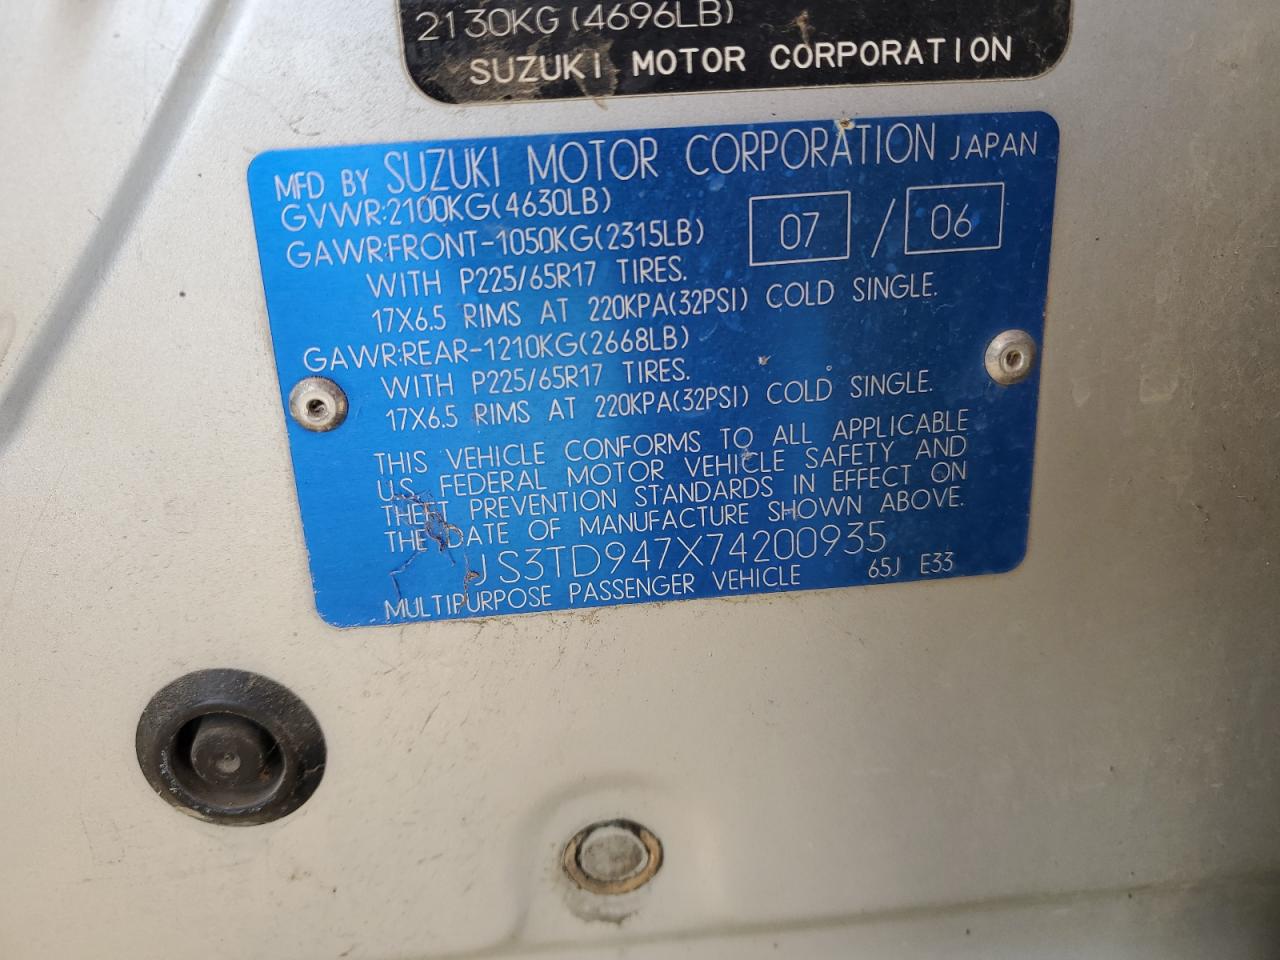 2130KG (4696LB)
SUZUKI MOTOR CORPORATION
MFD BY SUZUKI MOTOR CORPORATION JAPAN
GVWR:2100KG(4630LB)
07 / 06
GAWR:FRONT-1050KG(2315LB)
WITH P225/65R17 TIRES.
17X6.5 RIMS AT 220KPA(32PSI) COLD SINGLE.
GAWR:REAR-1210KG(2668LB)
WITH P225/65R17 TIRES.
17X6.5 RIMS AT 220KPA(32PSI) COLD SINGLE.
THIS VEHICLE CONFORMS TO ALL APPLICABLE
U.S. FEDERAL MOTOR VEHICLE SAFETY AND
THEFT PREVENTION STANDARDS IN EFFECT ON
THE DATE OF MANUFACTURE SHOWN ABOVE.
JS3TD947X74200935
MULTIPURPOSE PASSENGER VEHICLE 65J E33